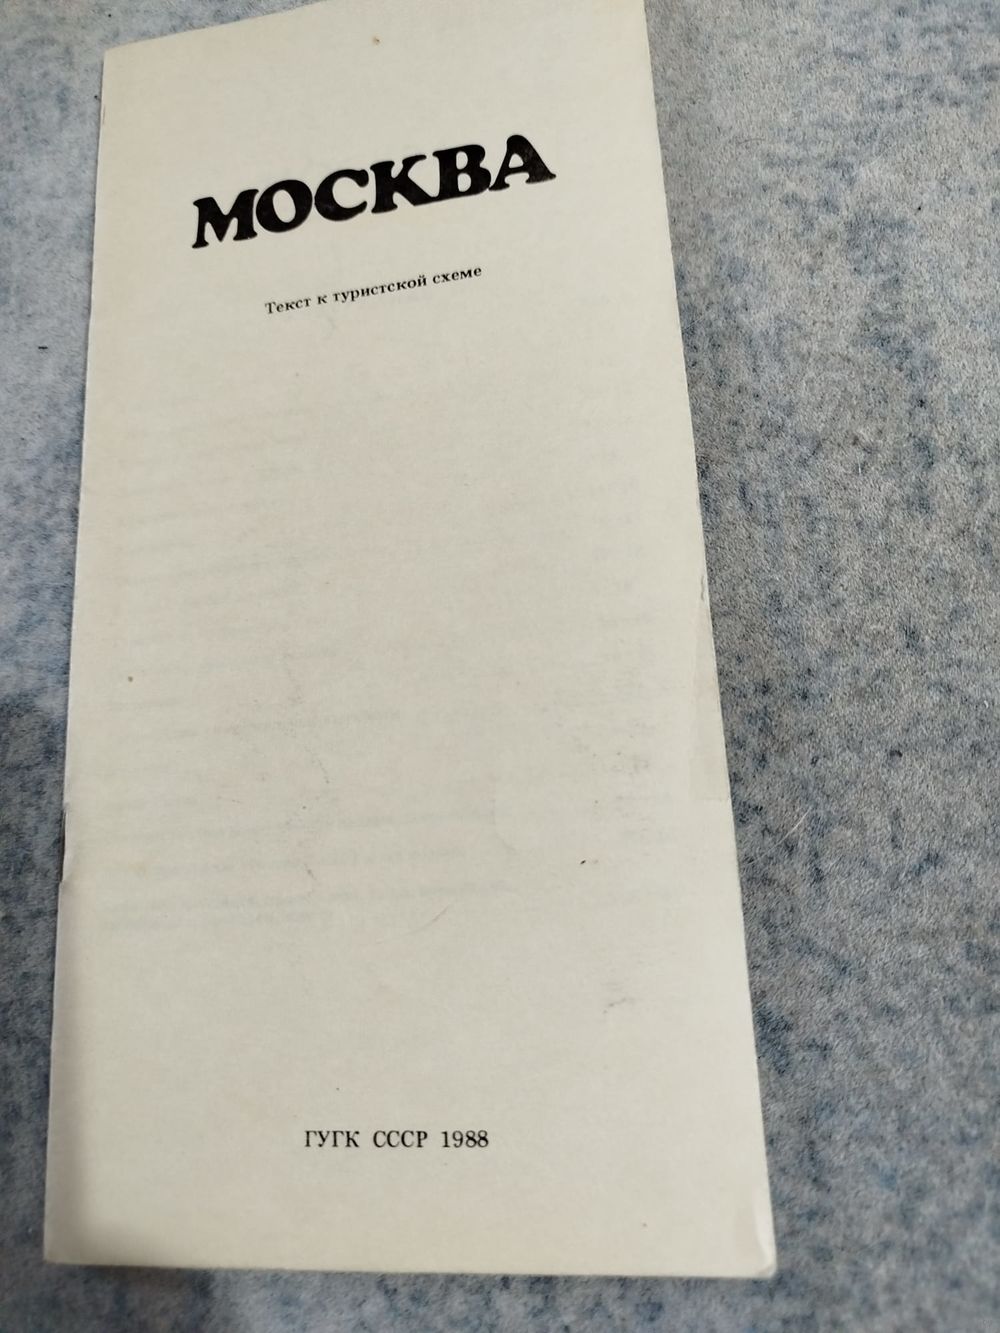 МОСКВА
Текст к туристской схеме
ГУГК СССР 1988